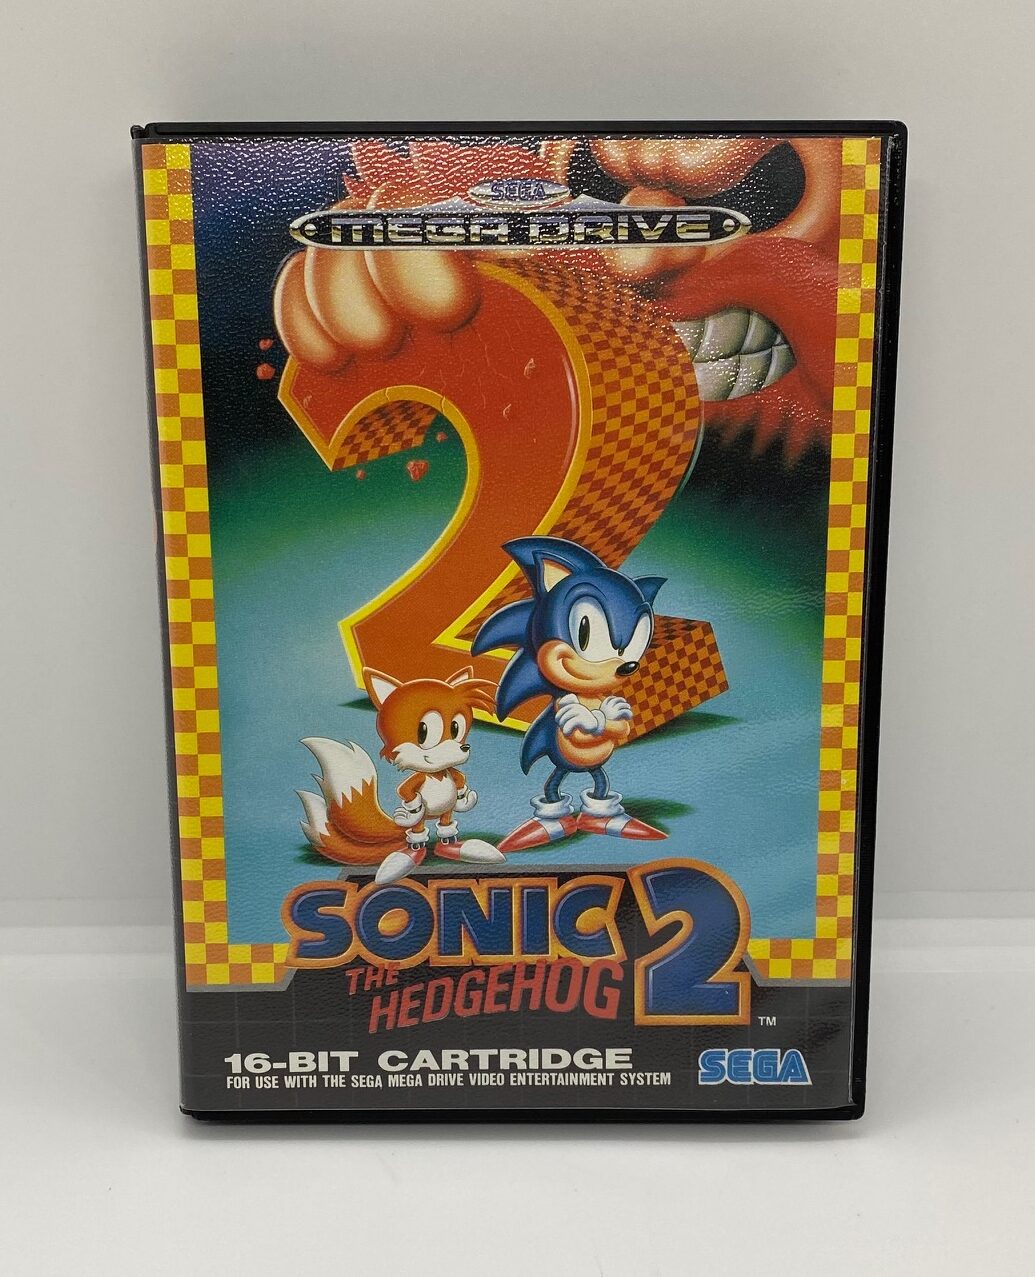 SEGA
MEGA DRIVE
2
SONIC 2
THE
HEDGEHOG
TM
16-BIT CARTRIDGE
FOR USE WITH THE SEGA MEGA DRIVE VIDEO ENTERTAINMENT SYSTEM
SEGA